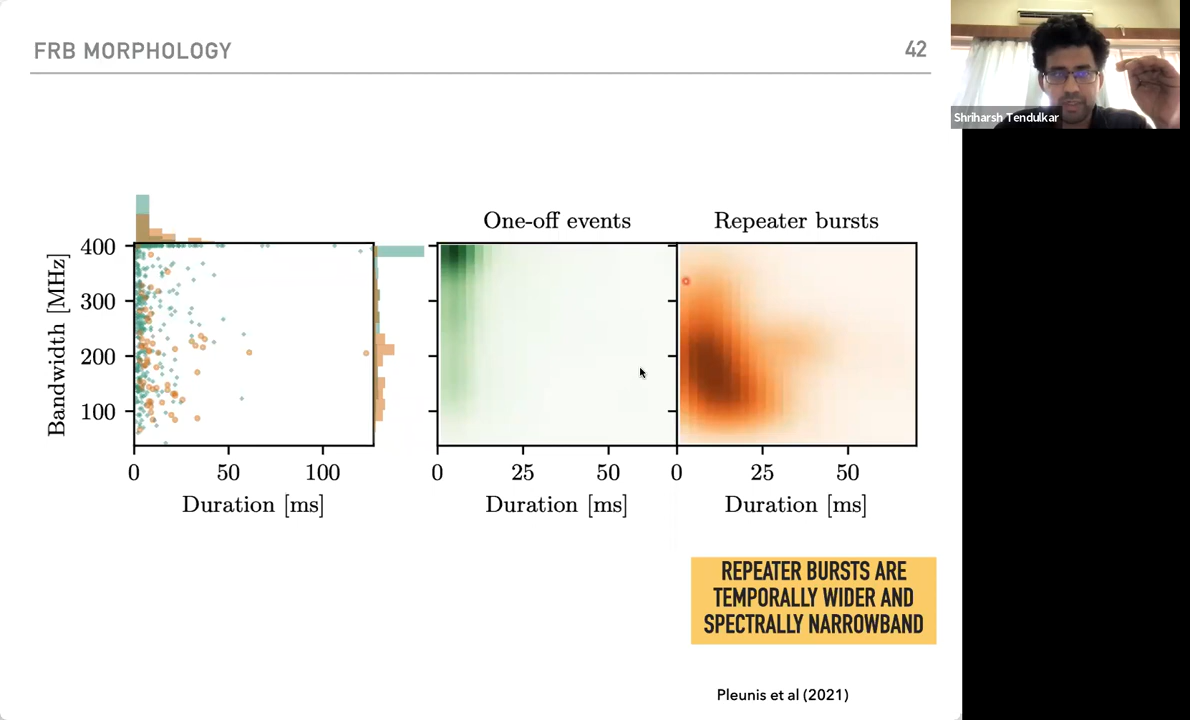 FRB MORPHOLOGY
42
Shriharsh Tendulkar
One-off events
Repeater bursts
400
300
200
100
Bandwidth [MHz]
0 50 100
0 25 50
0 25 50
Duration [ms]
Duration [ms]
Duration [ms]
REPEATER BURSTS ARE
TEMPORALLY WIDER AND
SPECTRALLY NARROWBAND
Pleunis et al (2021)